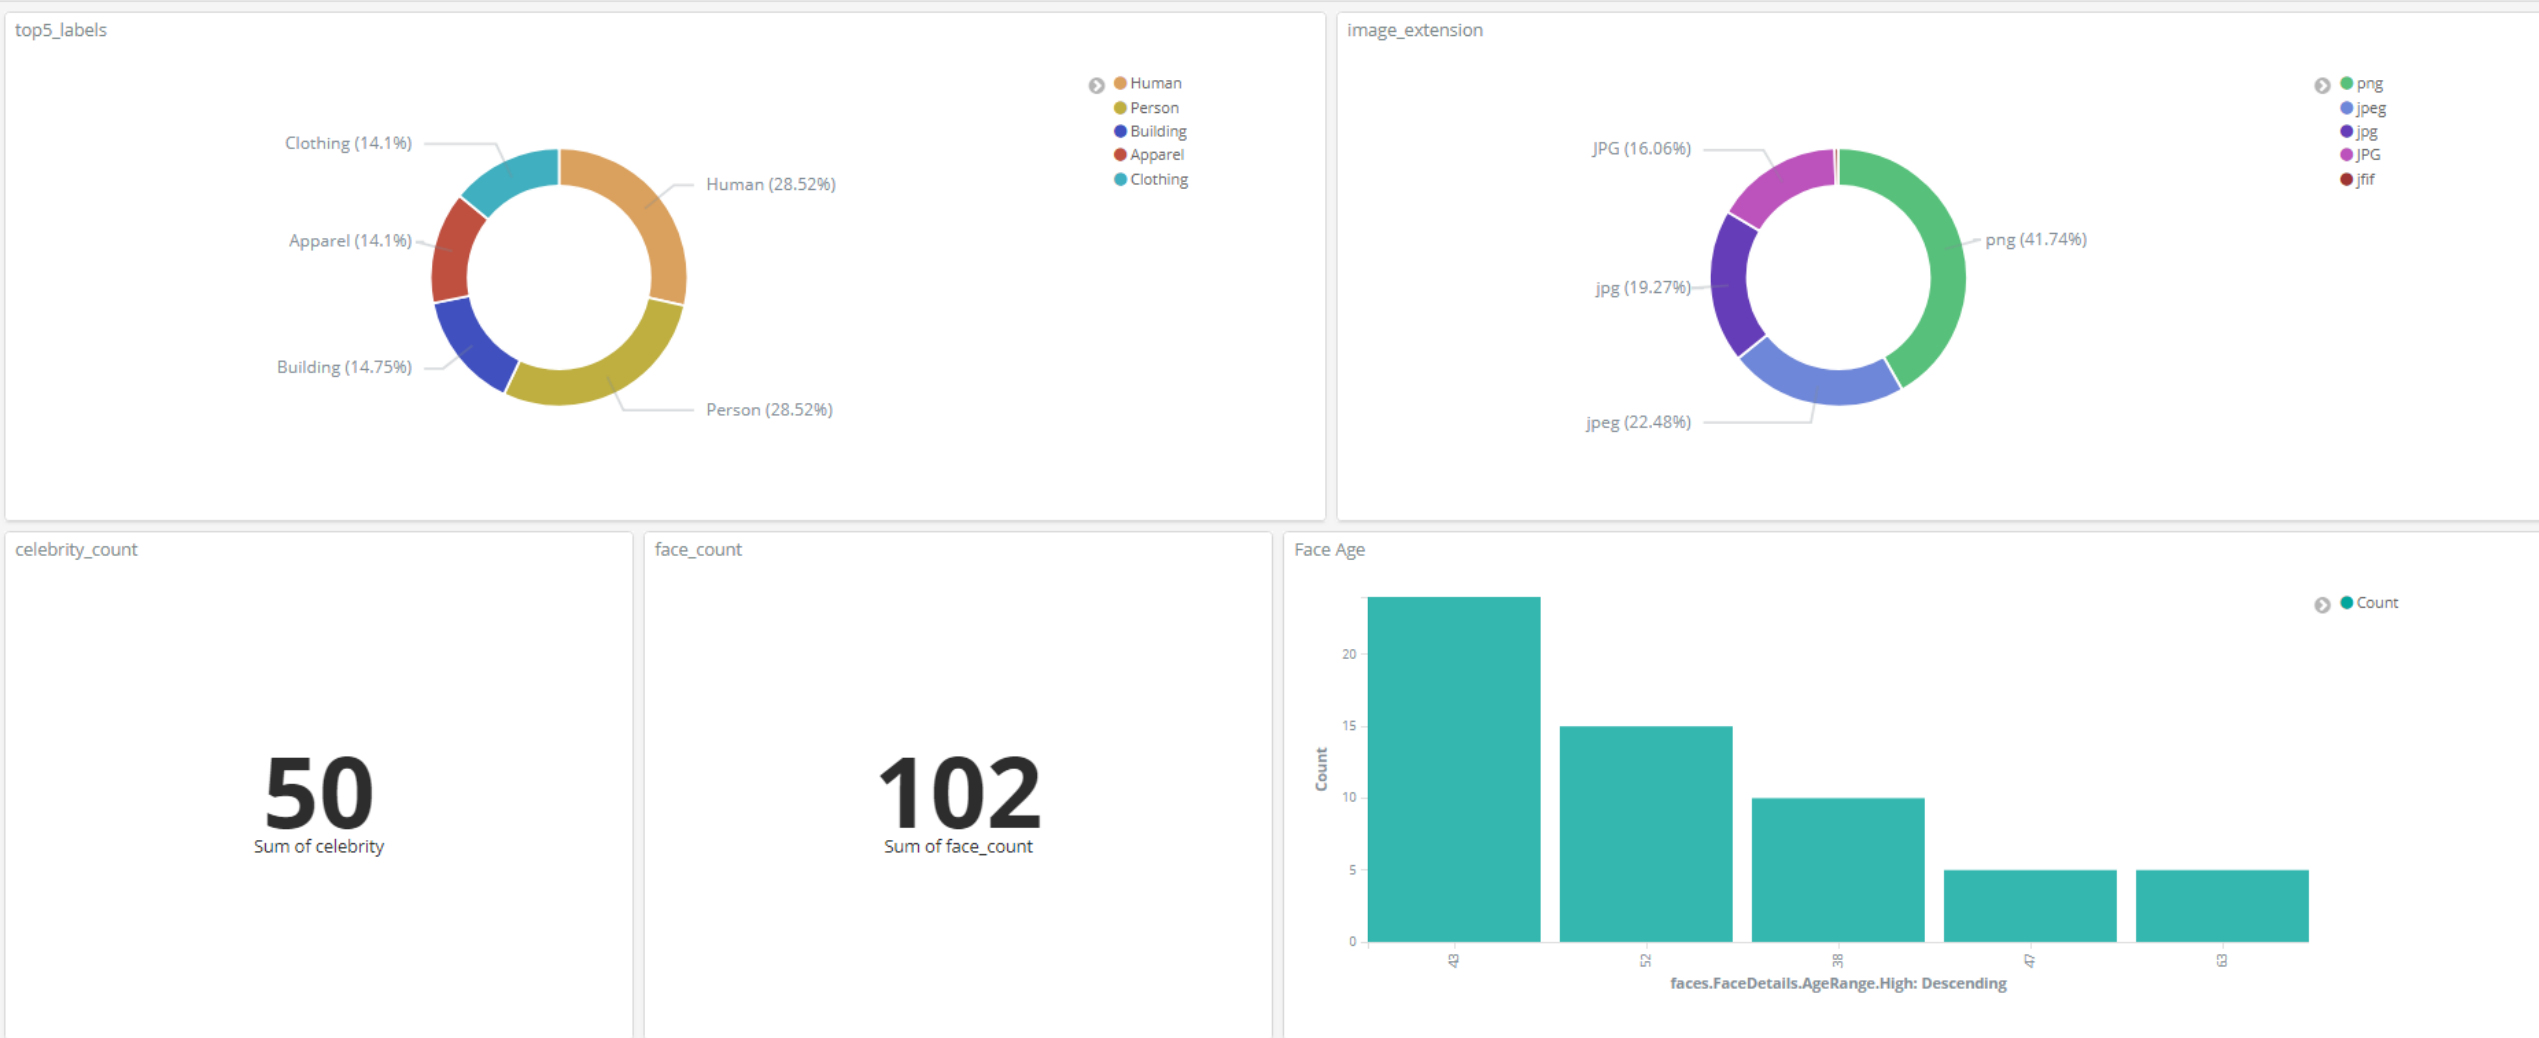 top5_labels
Human
Person
Building
Apparel
Clothing
Clothing (14.1%)
Human (28.52%)
Apparel (14.1%)
Building (14.75%)
Person (28.52%)
image_extension
png
jpeg
jpg
JPG
jfif
JPG (16.06%)
png (41.74%)
jpg (19.27%)
jpeg (22.48%)
celebrity_count
50
Sum of celebrity
face_count
102
Sum of face_count
Face Age
Count
20
15
10
5
0
Count
43
52
38
47
63
faces.FaceDetails.AgeRange.High: Descending